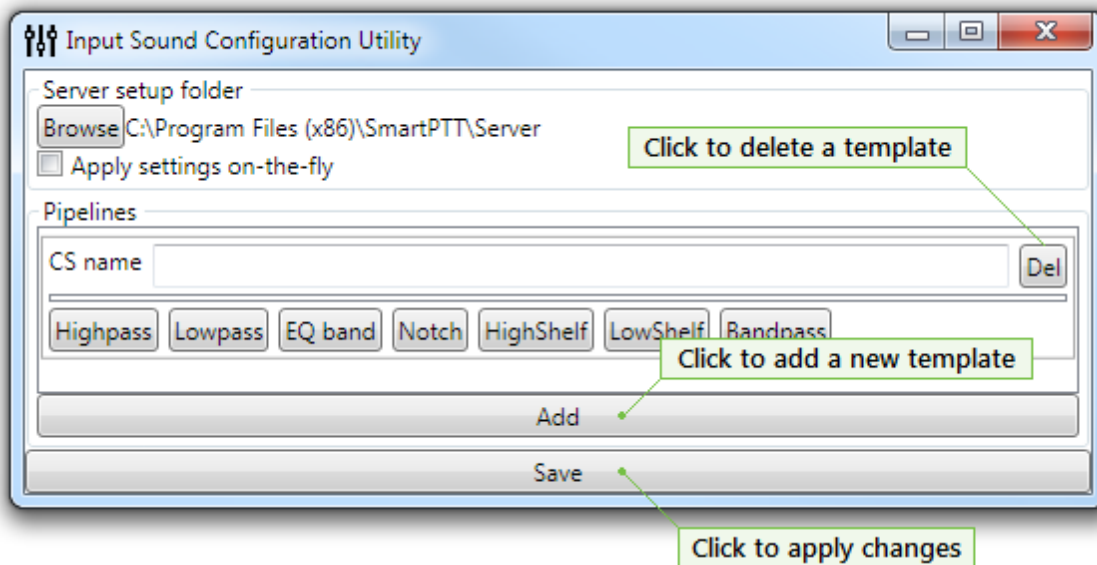 Input Sound Configuration Utility
Server setup folder
Browse C:\Program Files (x86)\SmartPTT\Server
Click to delete a template
Apply settings on-the-fly
Pipelines
CS name Del
Highpass Lowpass EQ band Notch HighShelf LowShelf Bandpass
Click to add a new template
Add
Save
Click to apply changes